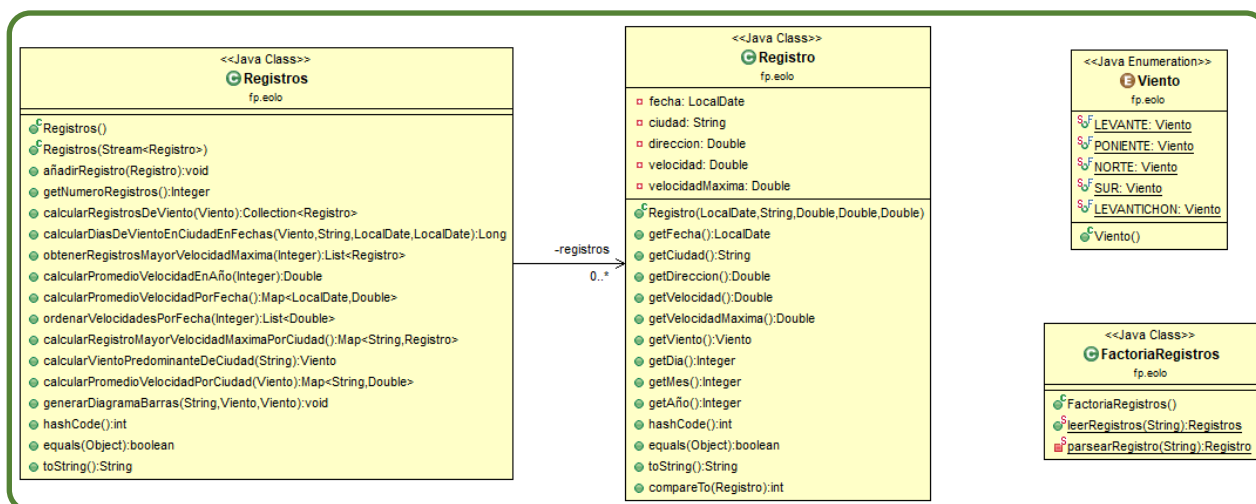 <<Java Class>>
Registros
fp.eolo
Registros()
Registros(Stream<Registro>)
añadirRegistro(Registro):void
getNumeroRegistros():Integer
calcularRegistrosDeViento(Viento):Collection<Registro>
calcularDiasDeVientoEnCiudadEnFechas(Viento,String,LocalDate,LocalDate):Long
obtenerRegistrosMayorVelocidadMaxima(Integer):List<Registro>
calcularPromedioVelocidadEnAño(Integer):Double
calcularPromedioVelocidadPorFecha():Map<LocalDate,Double>
ordenarVelocidadesPorFecha(Integer):List<Double>
calcularRegistroMayorVelocidadMaximaPorCiudad():Map<String,Registro>
calcularVientoPredominanteDeCiudad(String):Viento
calcularPromedioVelocidadPorCiudad(Viento):Map<String,Double>
generarDiagramaBarras(String,Viento,Viento):void
hashCode():int
equals(Object):boolean
toString():String
-registros
0..*
<<Java Class>>
Registro
fp.eolo
fecha: LocalDate
ciudad: String
direccion: Double
velocidad: Double
velocidadMaxima: Double
Registro(LocalDate,String,Double,Double,Double)
getFecha():LocalDate
getCiudad():String
getDireccion():Double
getVelocidad():Double
getVelocidadMaxima():Double
getViento():Viento
getDia():Integer
getMes():Integer
getAño():Integer
hashCode():int
equals(Object):boolean
toString():String
compareTo(Registro):int
<<Java Enumeration>>
Viento
fp.eolo
LEVANTE: Viento
PONIENTE: Viento
NORTE: Viento
SUR: Viento
LEVANTICHON: Viento
Viento()
<<Java Class>>
FactoriaRegistros
fp.eolo
FactoriaRegistros()
leerRegistros(String):Registros
parsearRegistro(String):Registro